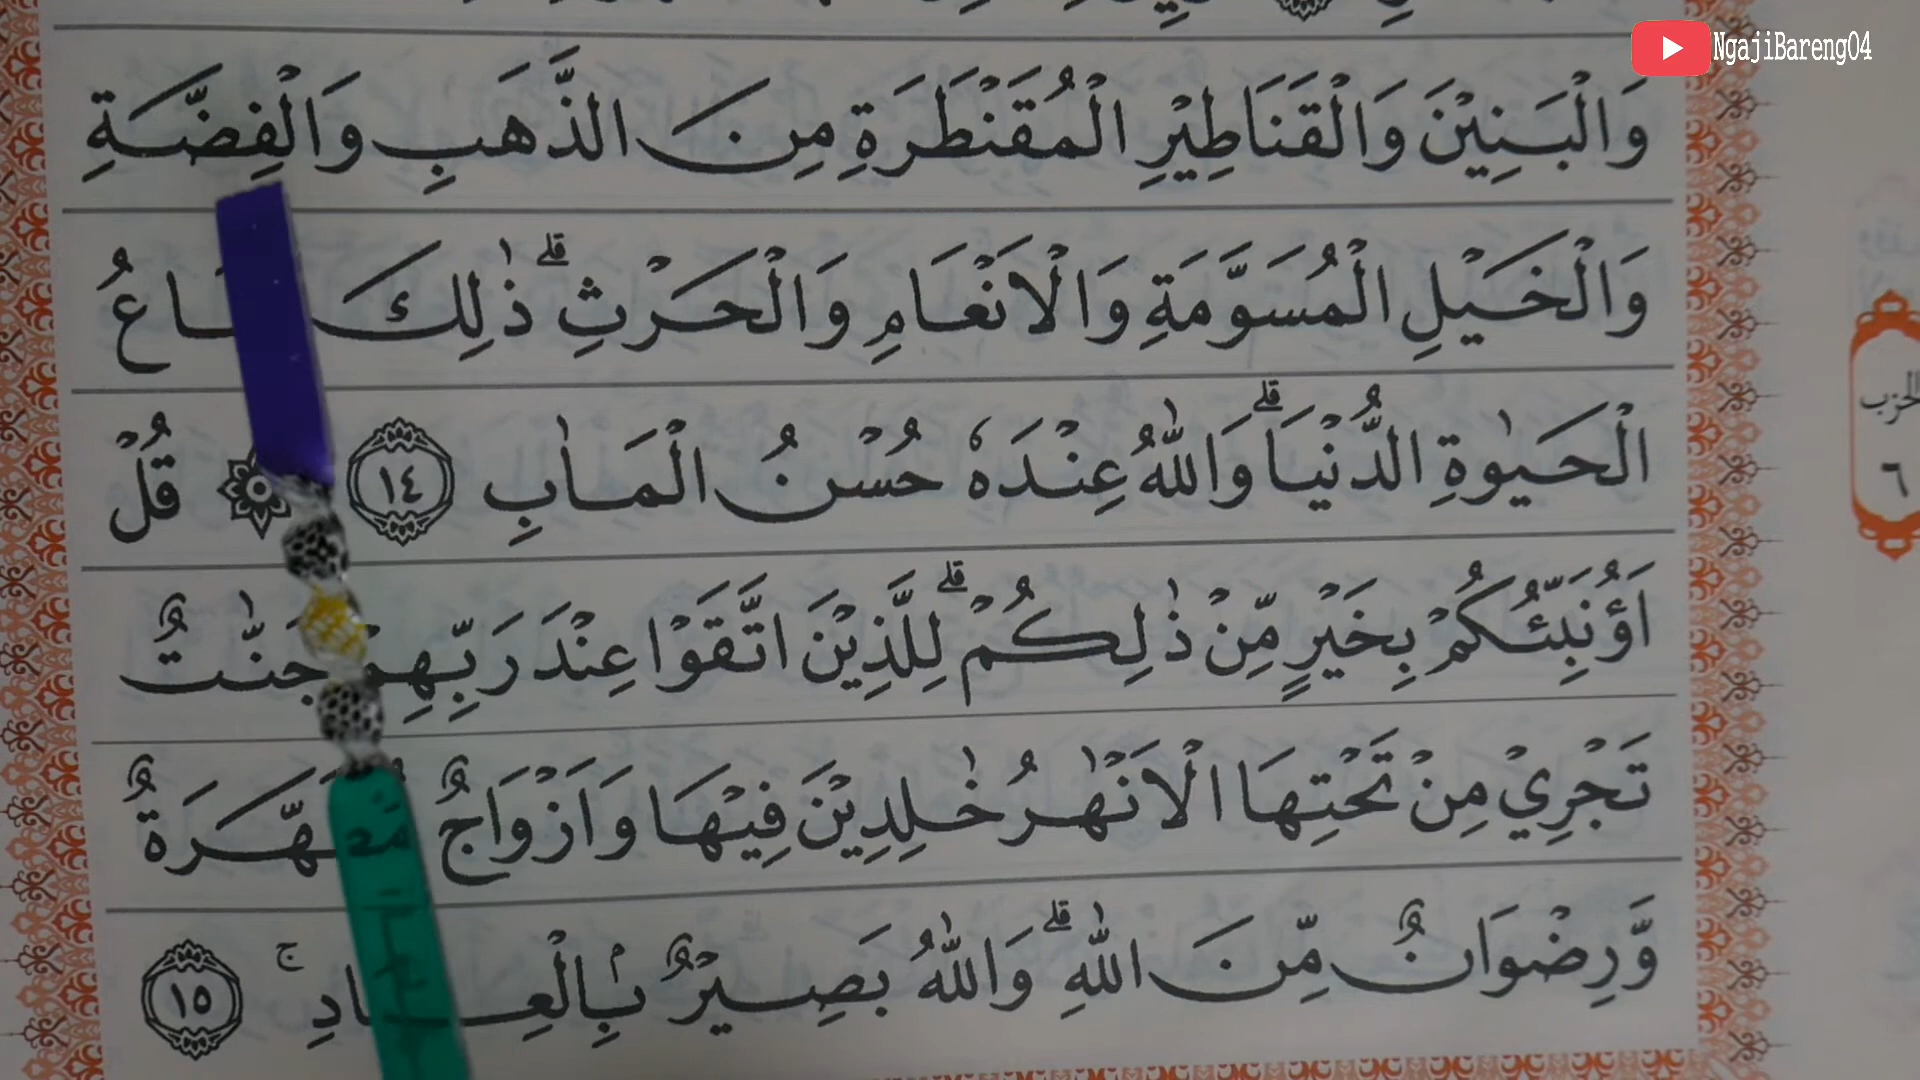 NgajiBareng04
وَالْبَنِيْنَ وَالْقَنَاطِيْرِ الْمُقَنْطَرَةِ مِنَ الذَّهَبِ وَالْفِضَّةِ
وَالْخَيْلِ الْمُسَوَّمَةِ وَالْاَنْعَامِ وَالْحَرْثِ ۗ ذٰلِكَ
الْحَيٰوةِ الدُّنْيَا ۗ وَاللّٰهُ عِنْدَهٗ حُسْنُ الْمَاٰبِ ١٤ ۞ قُلْ
اَؤُنَبِّئُكُمْ بِخَيْرٍ مِّنْ ذٰلِكُمْ ۗ لِلَّذِيْنَ اتَّقَوْا عِنْدَ رَبِّهِمْ جَنّٰتٌ
تَجْرِيْ مِنْ تَحْتِهَا الْاَنْهٰرُ خٰلِدِيْنَ فِيْهَا وَاَزْوَاجٌ مُّطَهَّرَةٌ
وَّرِضْوَانٌ مِّنَ اللّٰهِ ۗ وَاللّٰهُ بَصِيْرٌۢ بِالْعِبَادِ ۚ ١٥
الحزب
٦